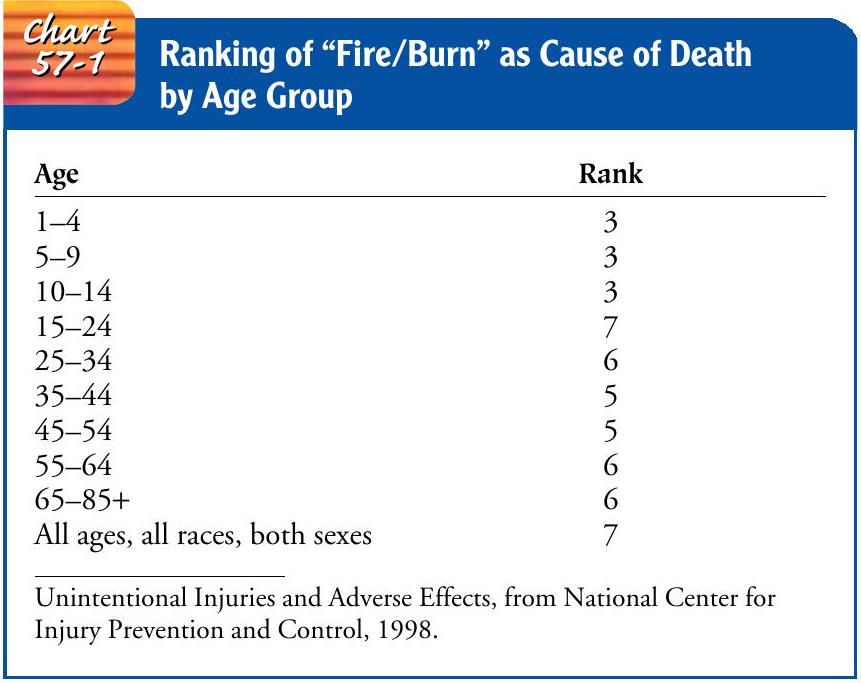 Chart
57-1
Ranking of “Fire/Burn” as Cause of Death
by Age Group
Age Rank
1–4 3
5–9 3
10–14 3
15–24 7
25–34 6
35–44 5
45–54 5
55–64 6
65–85+ 6
All ages, all races, both sexes 7
Unintentional Injuries and Adverse Effects, from National Center for
Injury Prevention and Control, 1998.